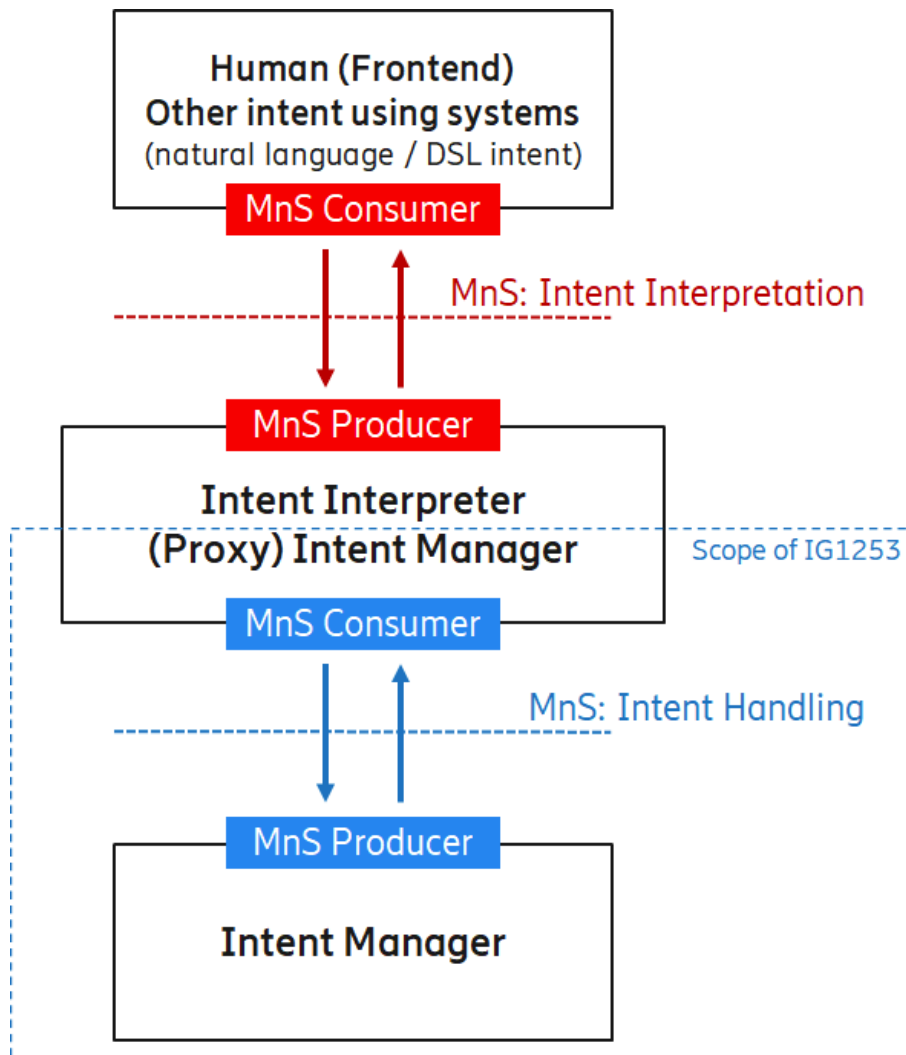 Human (Frontend)
Other intent using systems
(natural language / DSL intent)
MnS Consumer
MnS: Intent Interpretation
MnS Producer
Intent Interpreter
(Proxy) Intent Manager
Scope of IG1253
MnS Consumer
MnS: Intent Handling
MnS Producer
Intent Manager